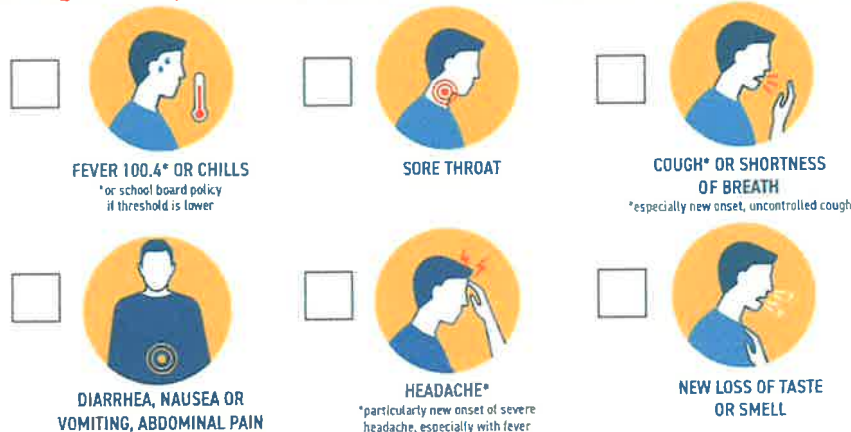 FEVER 100.4* OR CHILLS
*or school board policy
if threshold is lower
SORE THROAT
COUGH* OR SHORTNESS
OF BREATH
*especially new onset, uncontrolled cough
DIARRHEA, NAUSEA OR
VOMITING, ABDOMINAL PAIN
HEADACHE*
*particularly new onset of severe
headache, especially with fever
NEW LOSS OF TASTE
OR SMELL